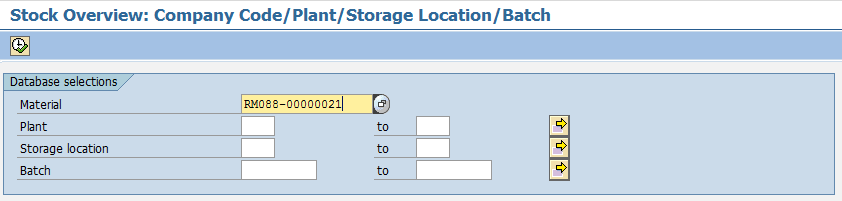 Stock Overview: Company Code/Plant/Storage Location/Batch
Database selections
Material RM088-00000021
Plant to
Storage location to
Batch to